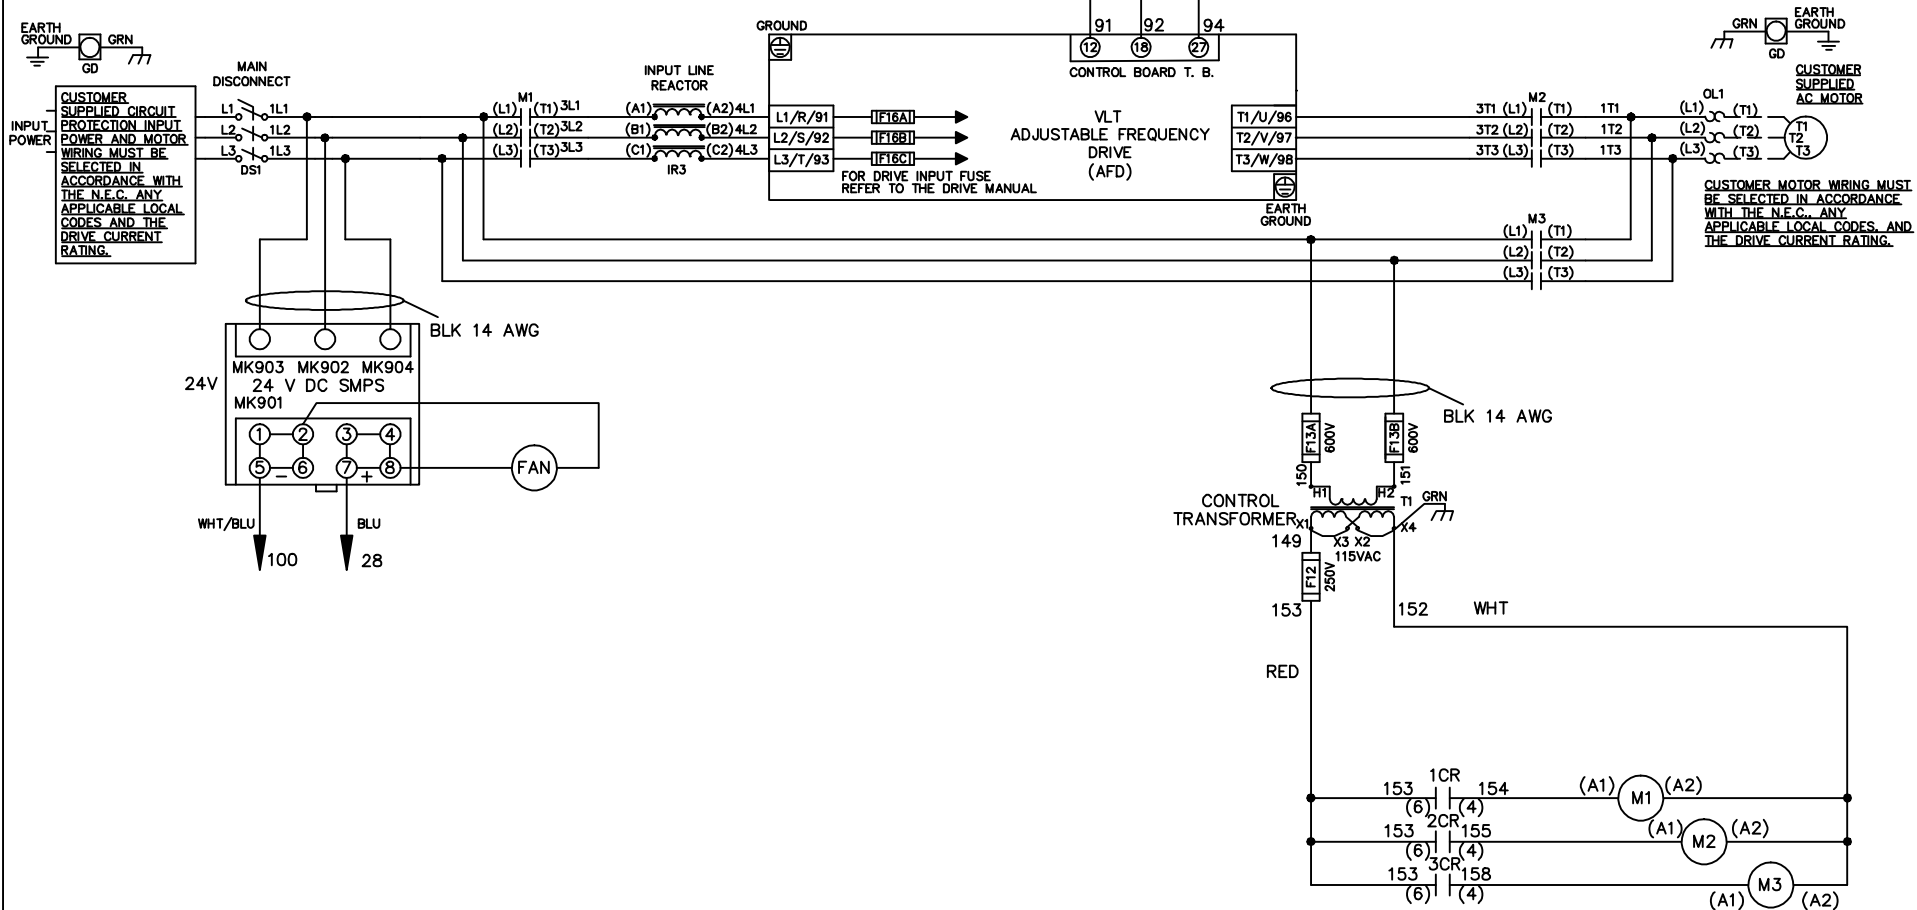 91 92 94
EARTH
GROUND
GRN
GD
GROUND
12 18 27
CONTROL BOARD T. B.
GRN
EARTH
GROUND
GD
MAIN
DISCONNECT
INPUT LINE
REACTOR
CUSTOMER
SUPPLIED
AC MOTOR
INPUT
POWER
CUSTOMER
SUPPLIED CIRCUIT
PROTECTION INPUT
POWER AND MOTOR
WIRING MUST BE
SELECTED IN
ACCORDANCE WITH
THE N.E.C. ANY
APPLICABLE LOCAL
CODES AND THE
DRIVE CURRENT
RATING.
L1 1L1
L2 1L2
L3 1L3
DS1
M1
(L1) (T1) 3L1
(L2) (T2) 3L2
(L3) (T3) 3L3
(A1) (A2) 4L1
(B1) (B2) 4L2
(C1) (C2) 4L3
IR3
L1/R/91
L2/S/92
L3/T/93
F16A
F16B
F16C
FOR DRIVE INPUT FUSE
REFER TO THE DRIVE MANUAL
VLT
ADJUSTABLE FREQUENCY
DRIVE
(AFD)
T1/U/96
T2/V/97
T3/W/98
EARTH
GROUND
M2
3T1 (L1) (T1) 1T1
3T2 (L2) (T2) 1T2
3T3 (L3) (T3) 1T3
OL1
(L1) (T1)
(L2) (T2)
(L3) (T3)
T1
T2
T3
CUSTOMER MOTOR WIRING MUST
BE SELECTED IN ACCORDANCE
WITH THE N.E.C., ANY
APPLICABLE LOCAL CODES, AND
THE DRIVE CURRENT RATING.
M3
(L1) (T1)
(L2) (T2)
(L3) (T3)
BLK 14 AWG
MK903 MK902 MK904
24V
24 V DC SMPS
MK901
1 2 3 4
5 – 6 7 + 8
FAN
WHT/BLU
BLU
100
28
BLK 14 AWG
F13A
600V
F13B
600V
150
151
H1 H2
T1
GRN
CONTROL
TRANSFORMER
X1
X3 X2
X4
115VAC
149
F12
250V
153
152
WHT
RED
1CR
153 154
(6) (4)
(A1) M1 (A2)
2CR
153 155
(6) (4)
(A1) M2 (A2)
3CR
153 158
(6) (4)
(A1) M3 (A2)